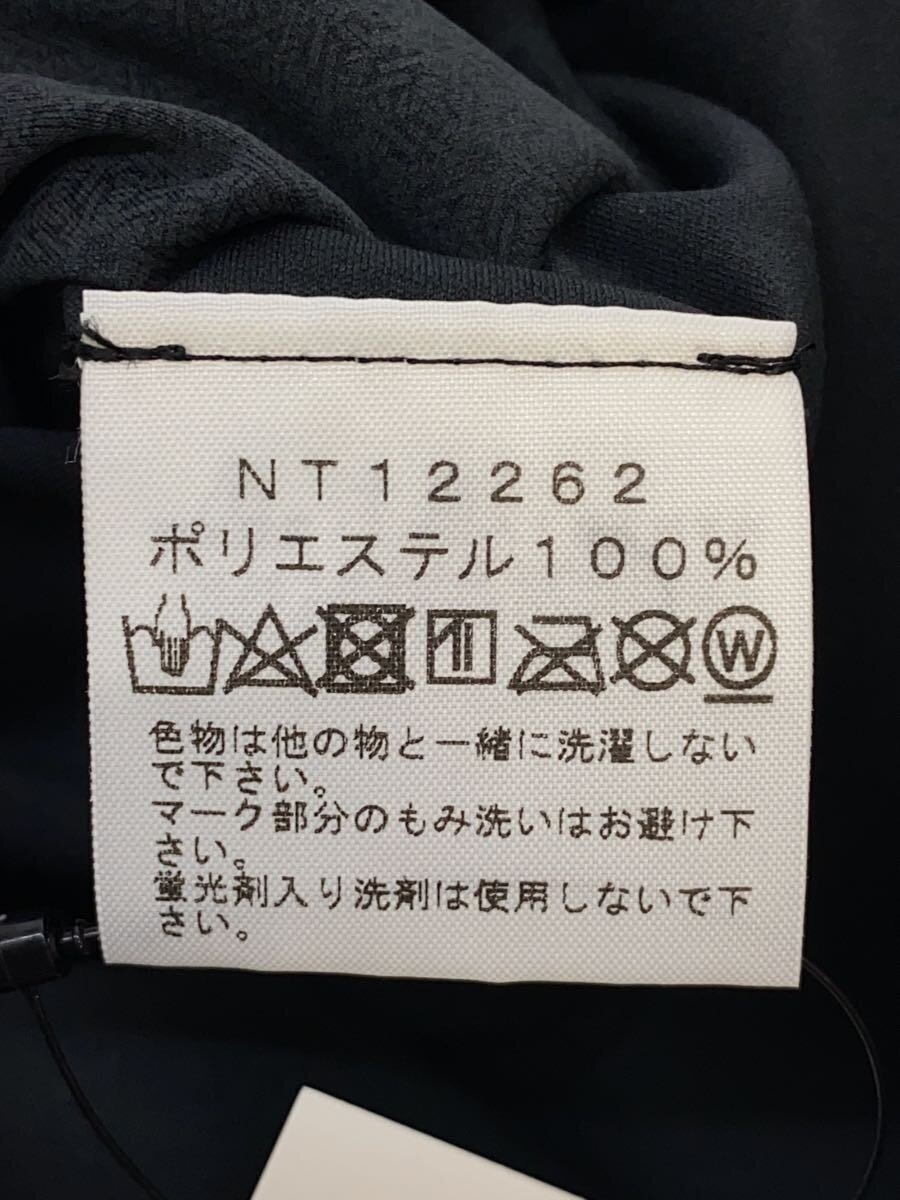 NT12262
ポリエステル100%
W
色物は他の物と一緒に洗濯しない
で下さい。
マーク部分のもみ洗いはお避け下
さい。
蛍光剤入り洗剤は使用しないで下
さい。